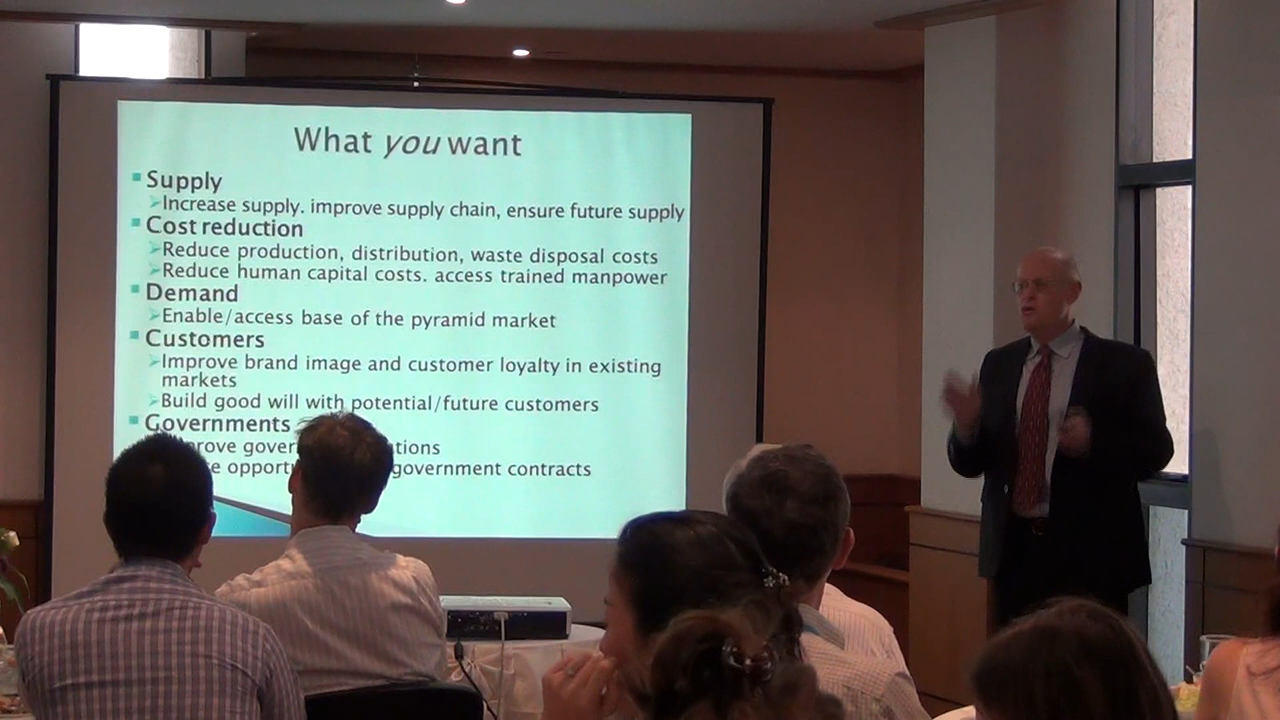 What you want
Supply
Increase supply. improve supply chain, ensure future supply
Cost reduction
Reduce production, distribution, waste disposal costs
Reduce human capital costs. access trained manpower
Demand
Enable/access base of the pyramid market
Customers
Improve brand image and customer loyalty in existing
markets
Build good will with potential/future customers
Governments
government contracts